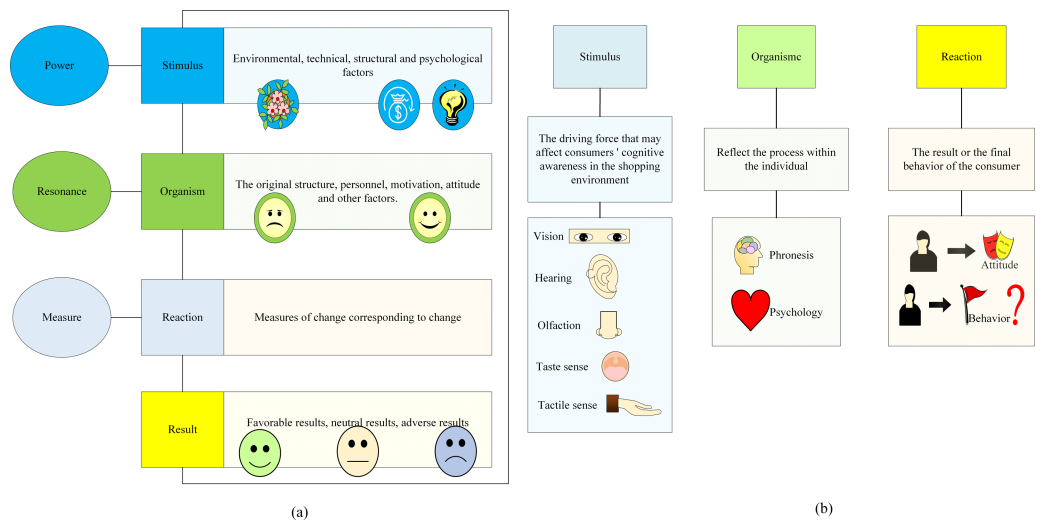 Power
Stimulus
Environmental, technical, structural and psychological
factors
$
Resonance
Organism
The original structure, personnel, motivation, attitude
and other factors.
Measure
Reaction
Measures of change corresponding to change
Result
Favorable results, neutral results, adverse results
(a)
Stimulus
The driving force that may
affect consumers ' cognitive
awareness in the shopping
environment
Vision
Hearing
Olfaction
Taste sense
Tactile sense
Organismc
Reflect the process within
the individual
Phronesis
Psychology
Reaction
The result or the final
behavior of the consumer
Attitude
Behavior
?
(b)